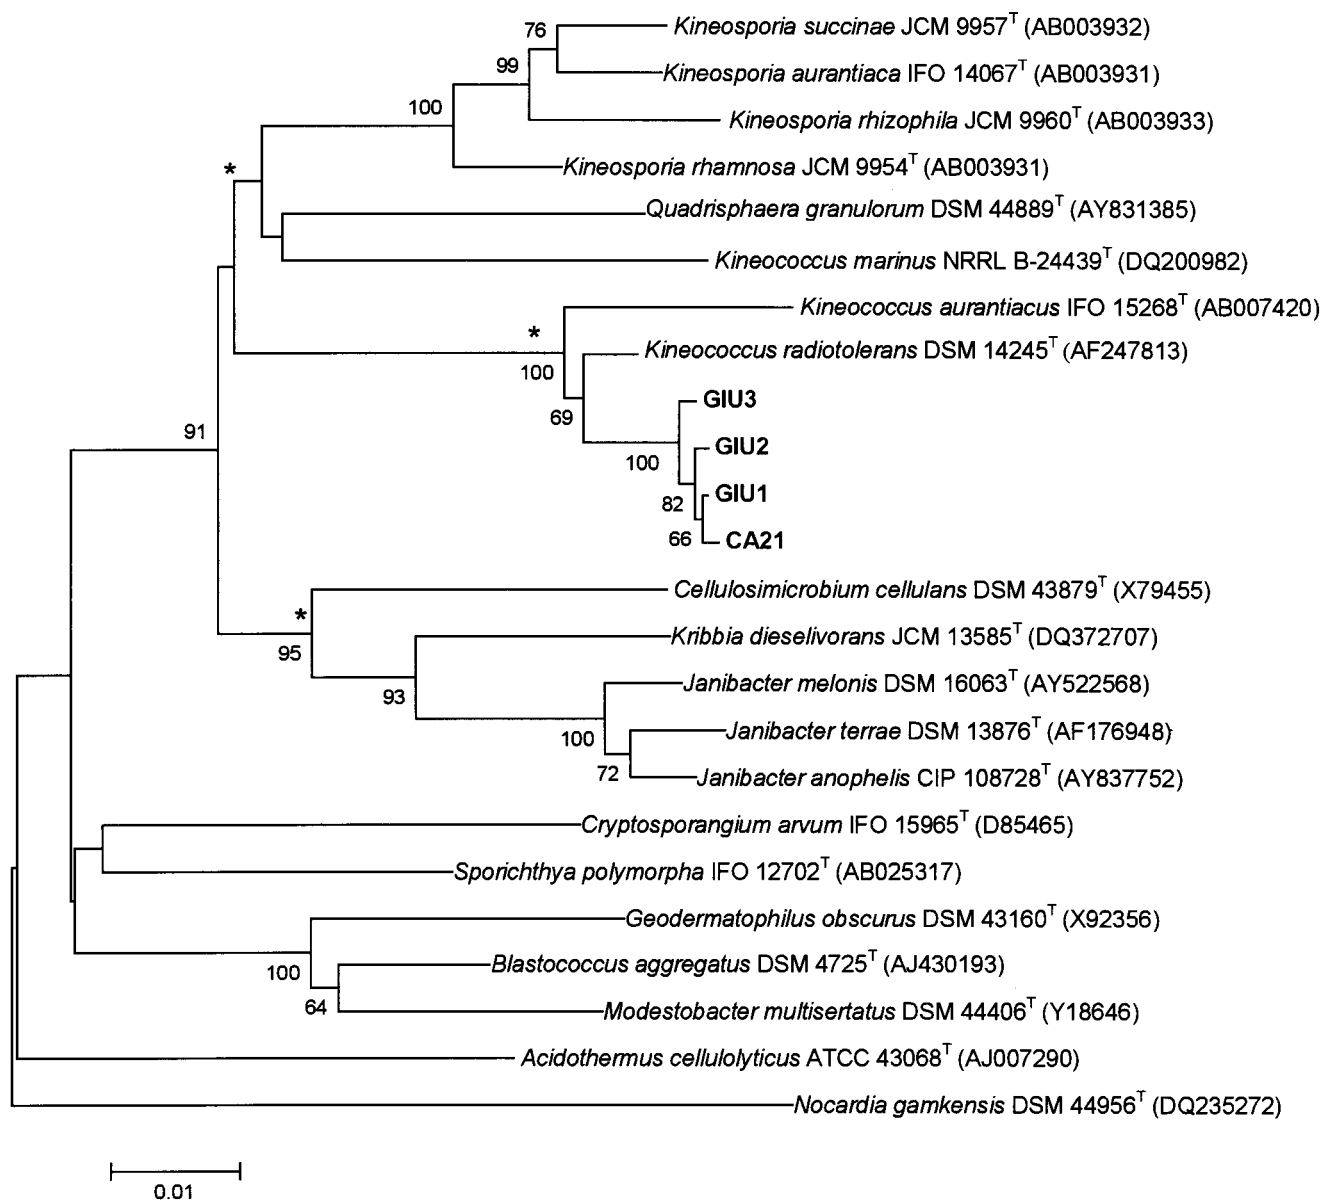 76
Kineosporia succinae JCM 9957T (AB003932)
99
Kineosporia aurantiaca IFO 14067T (AB003931)
100
Kineosporia rhizophila JCM 9960T (AB003933)
*
Kineosporia rhamnosa JCM 9954T (AB003931)
Quadrisphaera granulorum DSM 44889T (AY831385)
Kineococcus marinus NRRL B-24439T (DQ200982)
Kineococcus aurantiacus IFO 15268T (AB007420)
*
Kineococcus radiotolerans DSM 14245T (AF247813)
100
GIU3
69
91
GIU2
100
GIU1
82
66
CA21
Cellulosimicrobium cellulans DSM 43879T (X79455)
*
Kribbia dieselivorans JCM 13585T (DQ372707)
95
Janibacter melonis DSM 16063T (AY522568)
93
Janibacter terrae DSM 13876T (AF176948)
100
72
Janibacter anophelis CIP 108728T (AY837752)
Cryptosporangium arvum IFO 15965T (D85465)
Sporichthya polymorpha IFO 12702T (AB025317)
Geodermatophilus obscurus DSM 43160T (X92356)
Blastococcus aggregatus DSM 4725T (AJ430193)
100
64
Modestobacter multisertatus DSM 44406T (Y18646)
Acidothermus cellulolyticus ATCC 43068T (AJ007290)
Nocardia gamkensis DSM 44956T (DQ235272)
0.01